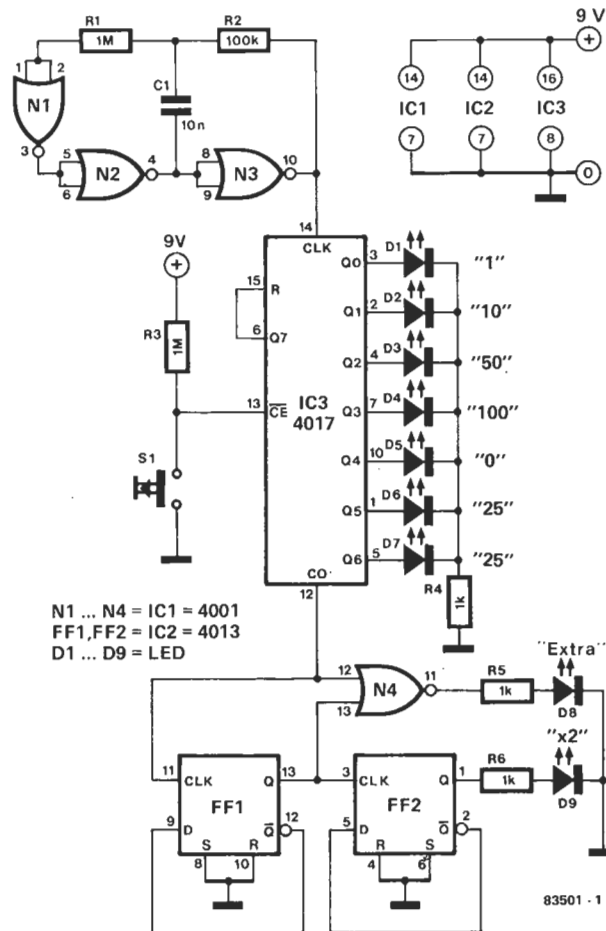 R1
1M
R2
100k
9 V
+
1
2
N1
C1
10n
14
14
16
IC1
IC2
IC3
7
7
8
0
3
5
6
N2
4
8
9
N3
10
14
CLK
9V
+
R3
1M
15
R
6
Q7
13
CE
IC3
4017
S1
Q0
3
D1
"1"
Q1
2
D2
"10"
Q2
4
D3
"50"
Q3
7
D4
"100"
Q4
10
D5
"0"
Q5
1
D6
"25"
Q6
5
D7
"25"
CO
12
R4
1k
N1 ... N4 = IC1 = 4001
FF1,FF2 = IC2 = 4013
D1 ... D9 = LED
12
13
N4
11
R5
1k
"Extra"
D8
11
CLK
Q
13
FF1
9
D
Q
12
S
R
8
10
3
CLK
Q
1
FF2
5
D
Q
2
R
S
4
6
R6
1k
"x2"
D9
83501 - 1